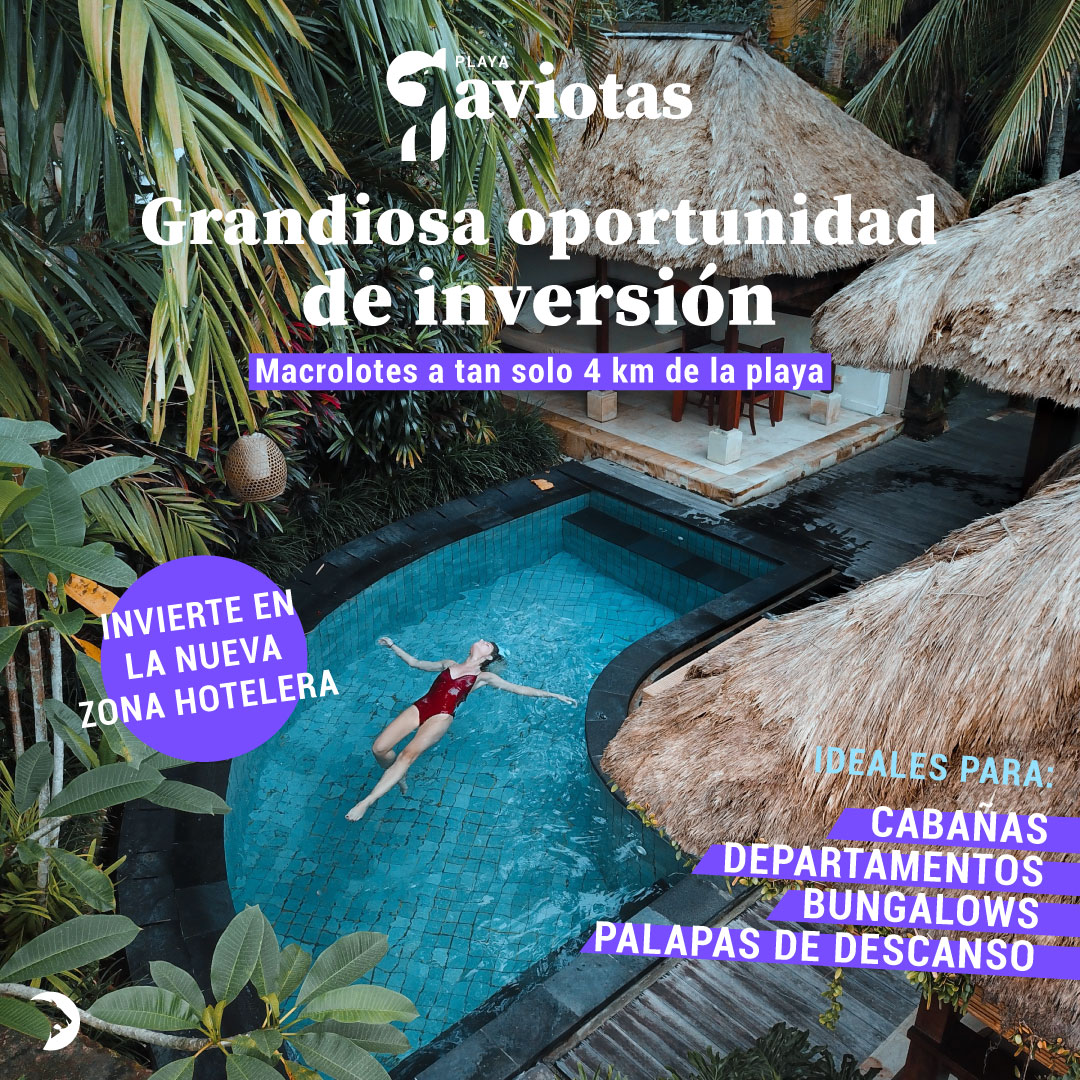 PLAYA
Gaviotas
Grandiosa oportunidad
de inversión
Macrolotes a tan solo 4 km de la playa
INVIERTE EN
LA NUEVA
ZONA HOTELERA
IDEALES PARA:
CABAÑAS
DEPARTAMENTOS
BUNGALOWS
PALAPAS DE DESCANSO